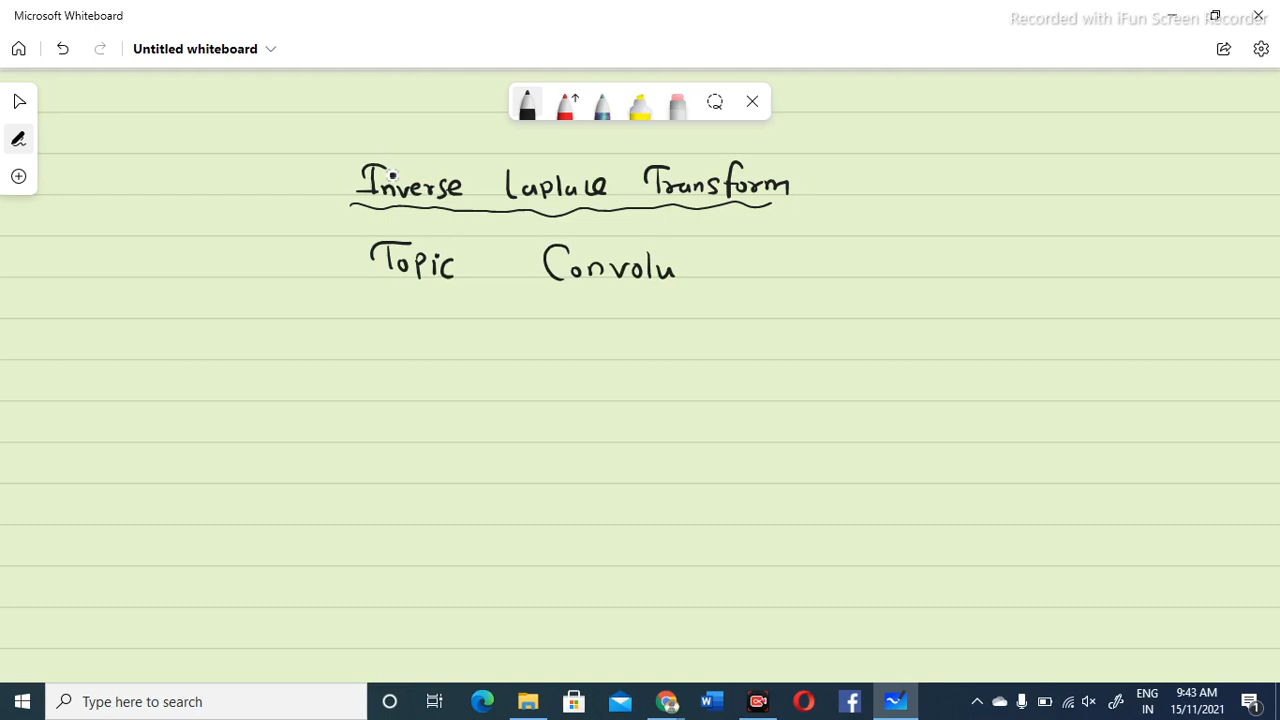 Microsoft Whiteboard
Recorded with iFun Screen Recorder
Untitled whiteboard
Inverse Laplace Transform
Topic Convolu
Type here to search
ENG
IN
9:43 AM
15/11/2021
1